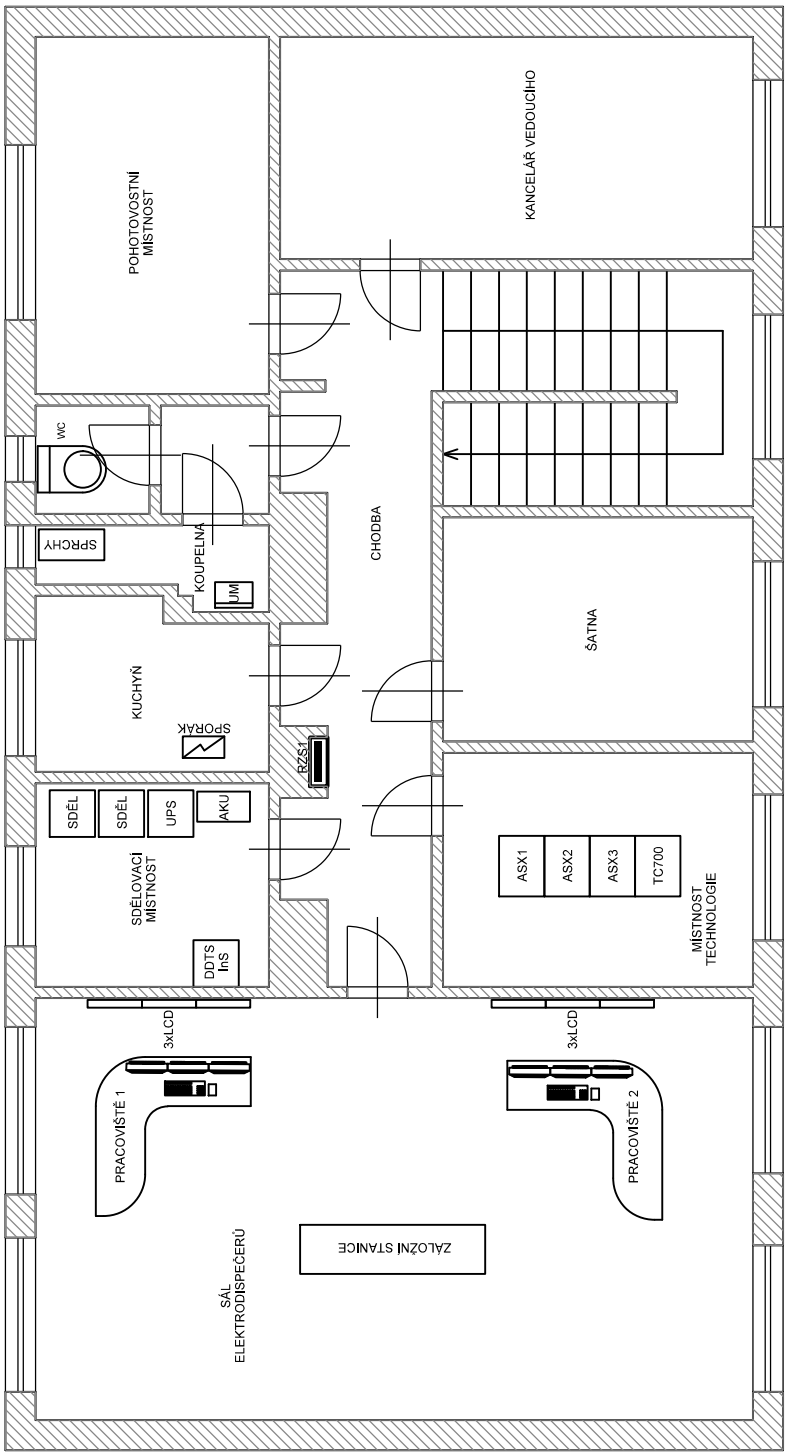 POHOTOVOSTNÍ
MÍSTNOST
KANCELÁŘ VEDOUCÍHO
WC
SPRCHY
KOUPELNA
UM
CHODBA
KUCHYŇ
SPORÁK
ŠATNA
RZS1
SDĚL
SDĚL
UPS
AKU
SDĚLOVACÍ
MÍSTNOST
DDTS
InS
ASX1
ASX2
ASX3
TC700
MÍSTNOST
TECHNOLOGIE
3xLCD
3xLCD
PRACOVIŠTĚ 1
PRACOVIŠTĚ 2
ZÁLOŽNÍ STANICE
SÁL
ELEKTRODISPEČERŮ